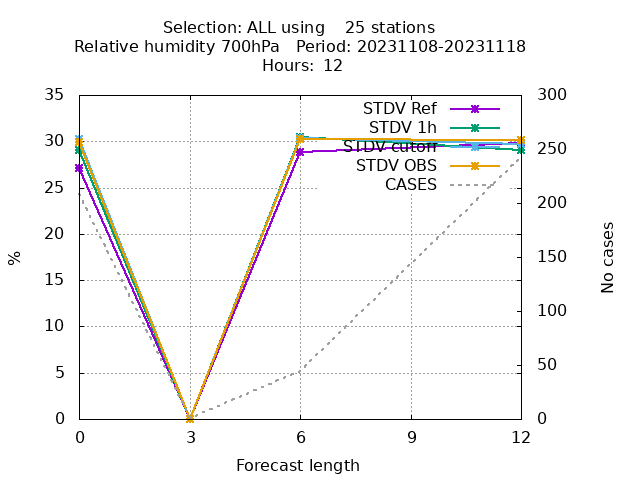 Selection: ALL using    25 stations
Relative humidity 700hPa   Period: 20231108-20231118
Hours:  12
35
30
25
20
15
10
5
0
300
250
200
150
100
50
0
%
No cases
STDV Ref
STDV 1h
STDV cutoff
STDV OBS
CASES
0
3
6
9
12
Forecast length